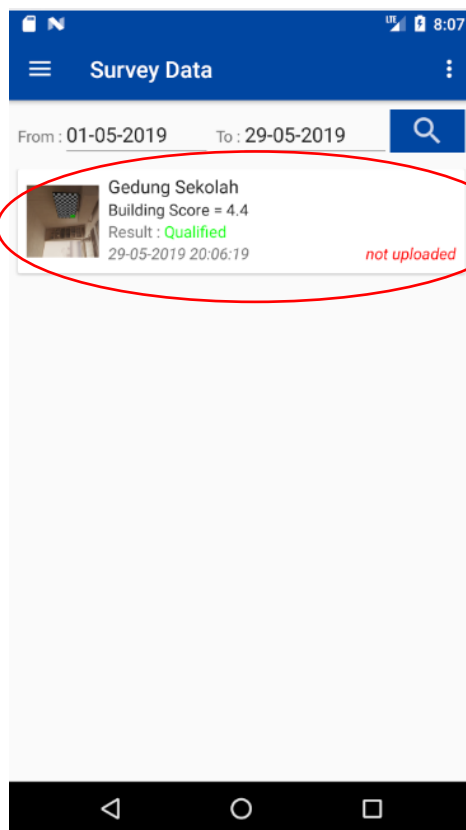 LTE 8:07
Survey Data
From : 01-05-2019 To : 29-05-2019
Gedung Sekolah
Building Score = 4.4
Result : Qualified
29-05-2019 20:06:19 not uploaded